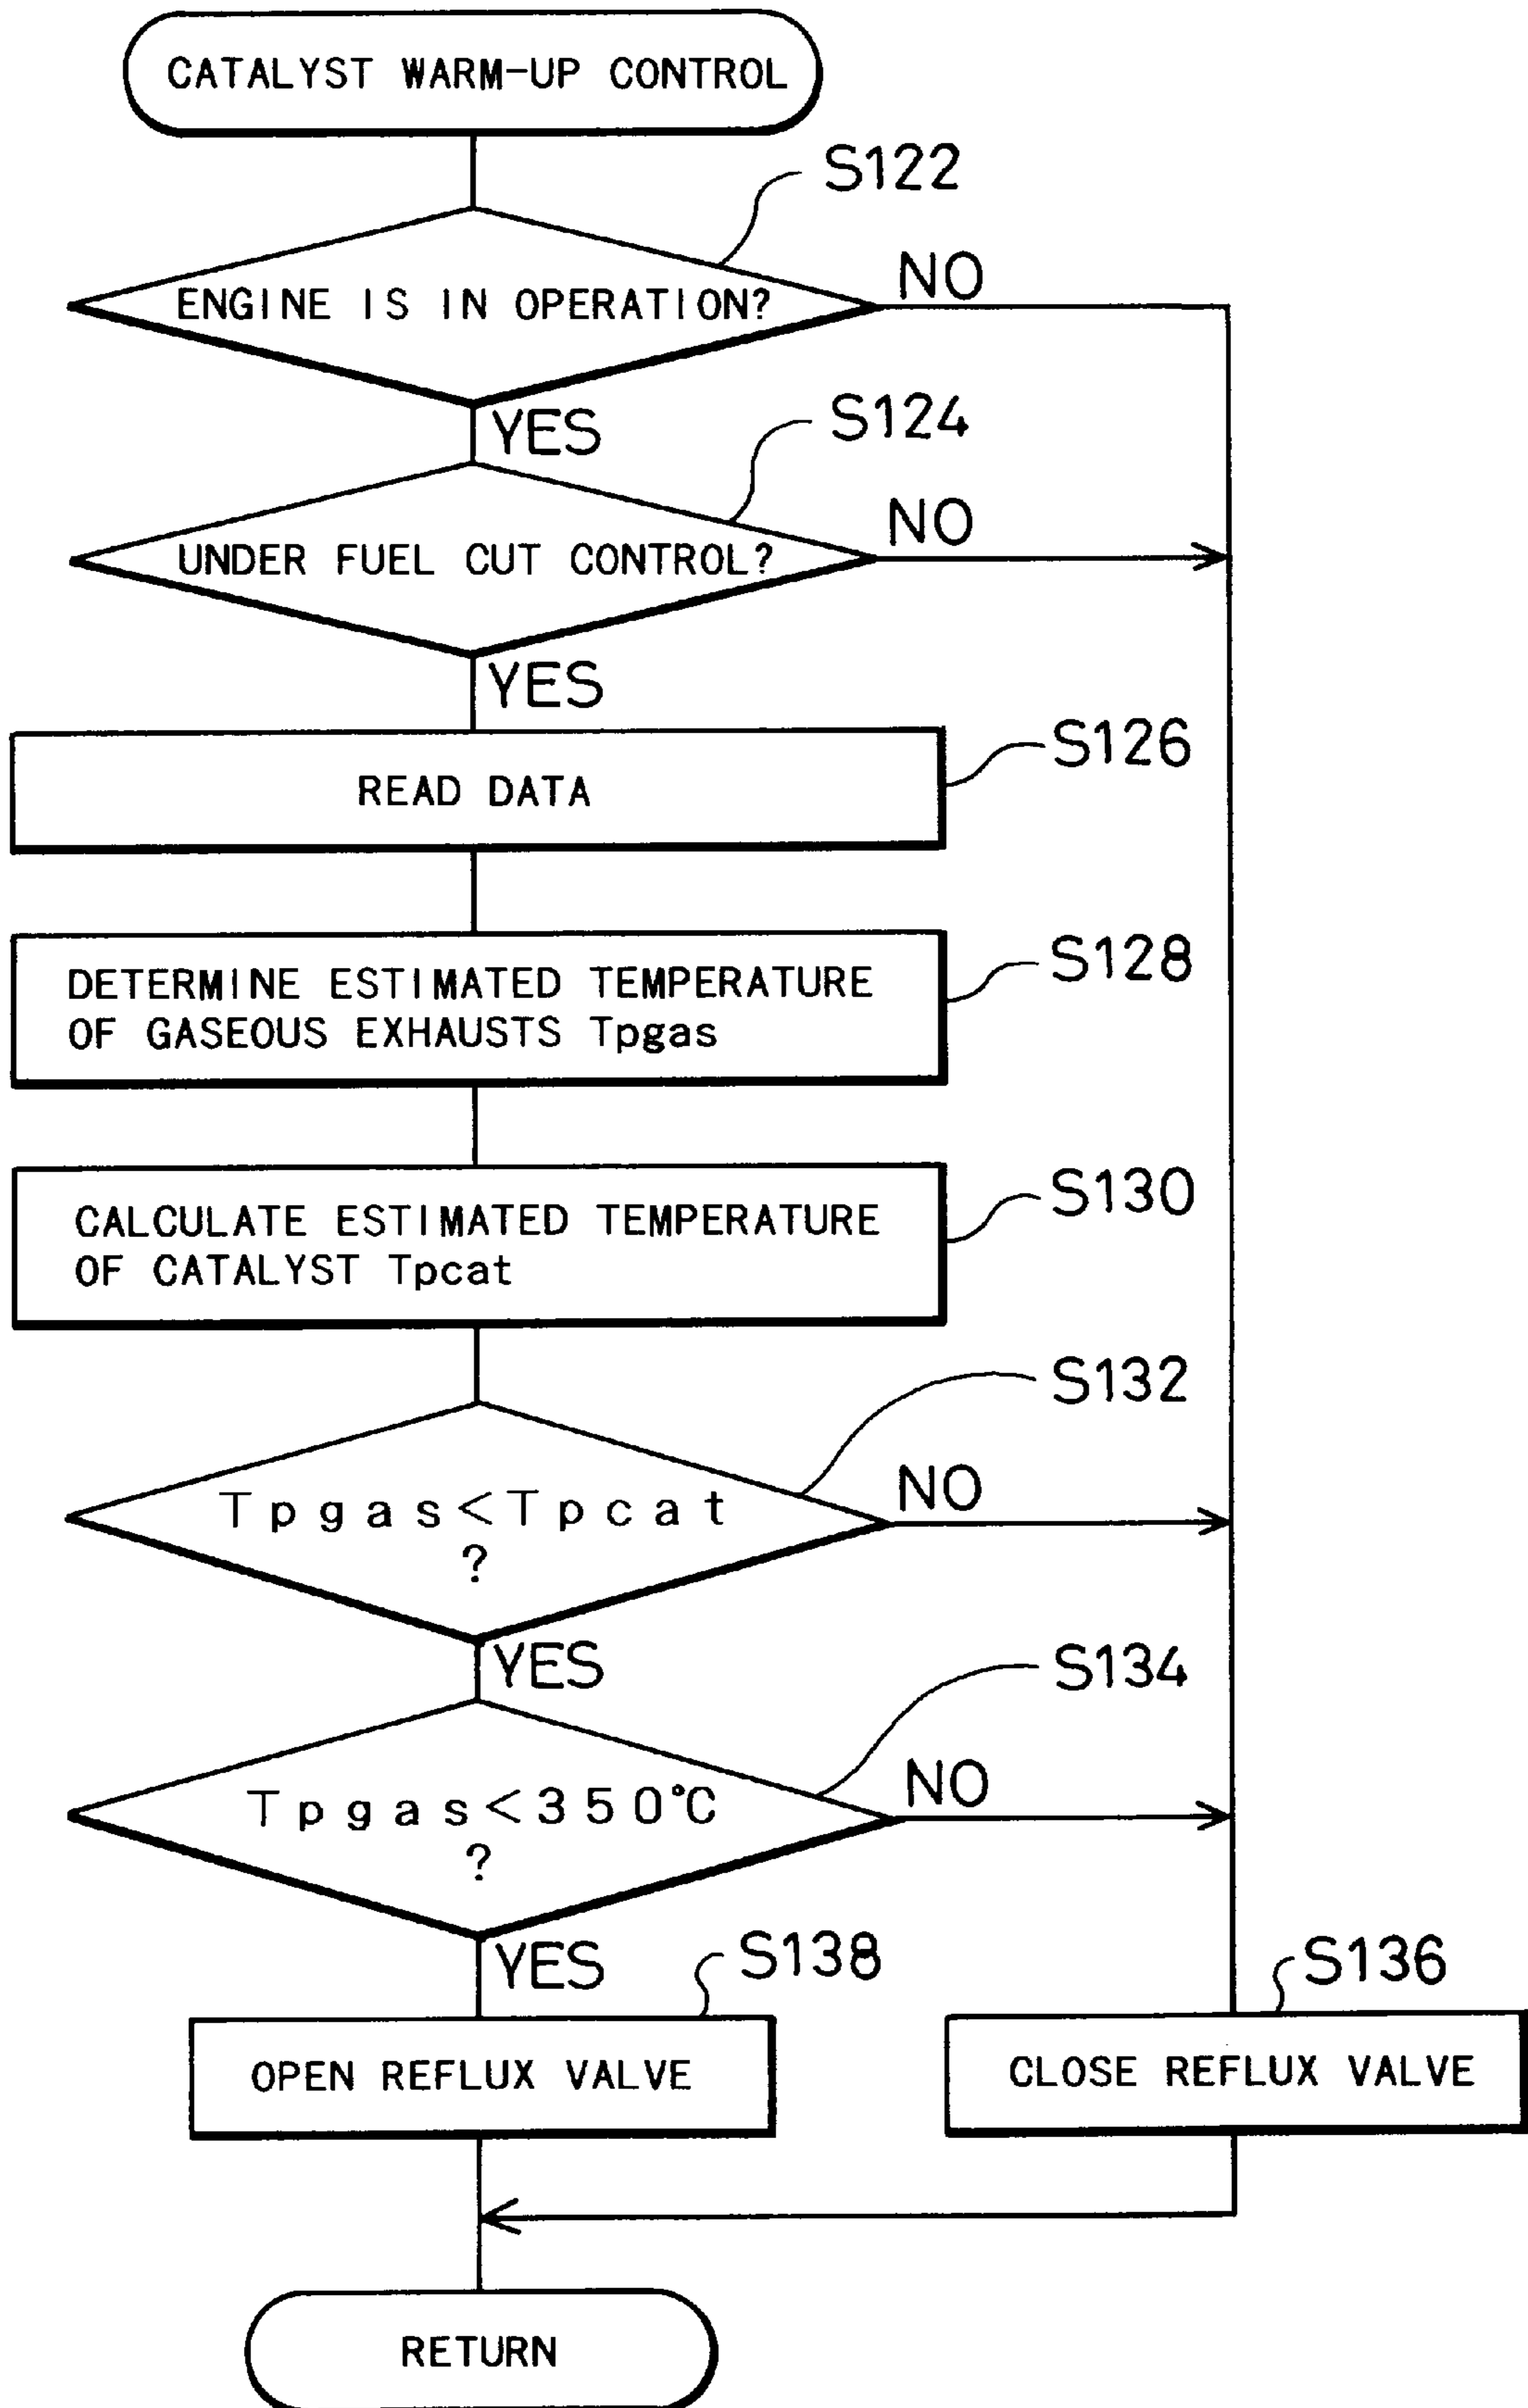 CATALYST WARM-UP CONTROL
S122
ENGINE IS IN OPERATION?
NO
YES
S124
UNDER FUEL CUT CONTROL?
NO
YES
S126
READ DATA
S128
DETERMINE ESTIMATED TEMPERATURE
OF GASEOUS EXHAUSTS Tpgas
S130
CALCULATE ESTIMATED TEMPERATURE
OF CATALYST Tpcat
S132
Tpgas<Tpcat
?
NO
YES
S134
Tpgas<350℃
?
NO
YES
S138
OPEN REFLUX VALVE
S136
CLOSE REFLUX VALVE
RETURN